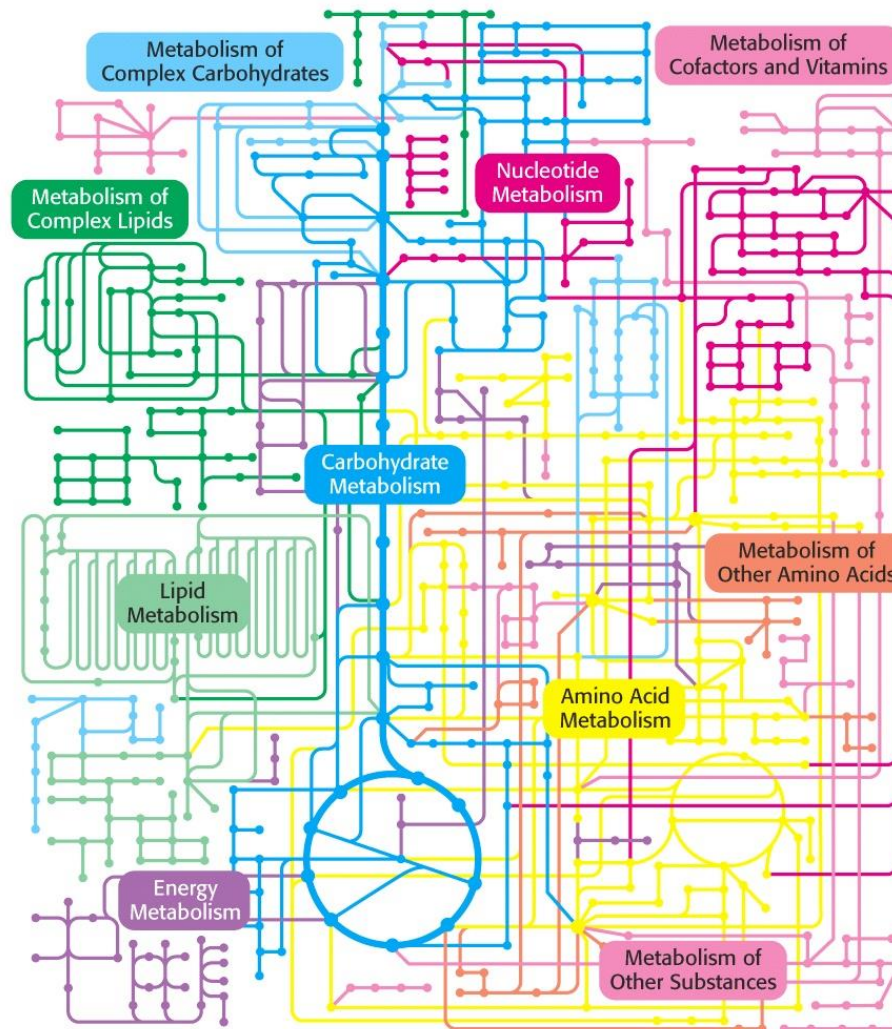 Metabolism of
Complex Carbohydrates
Metabolism of
Cofactors and Vitamins
Nucleotide
Metabolism
Metabolism of
Complex Lipids
Carbohydrate
Metabolism
Metabolism of
Other Amino Acids
Lipid
Metabolism
Amino Acid
Metabolism
Energy
Metabolism
Metabolism of
Other Substances